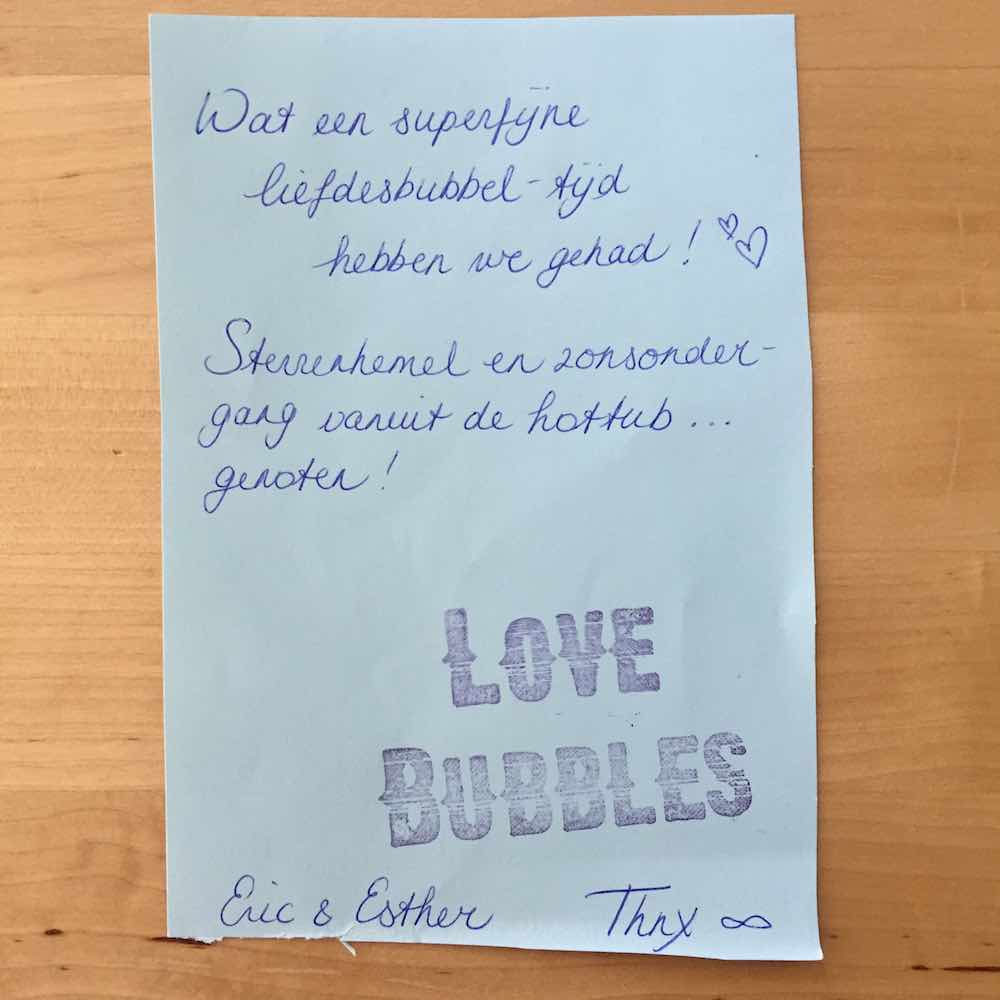 Wat een superfijne
liefdesbubbel-tijd
hebben we gehad!
Sterrenhemel en zonsonder-
gang vanuit de hottub...
genoten!
LOVE
BUBBLES
Eric & Esther Thnx ∞